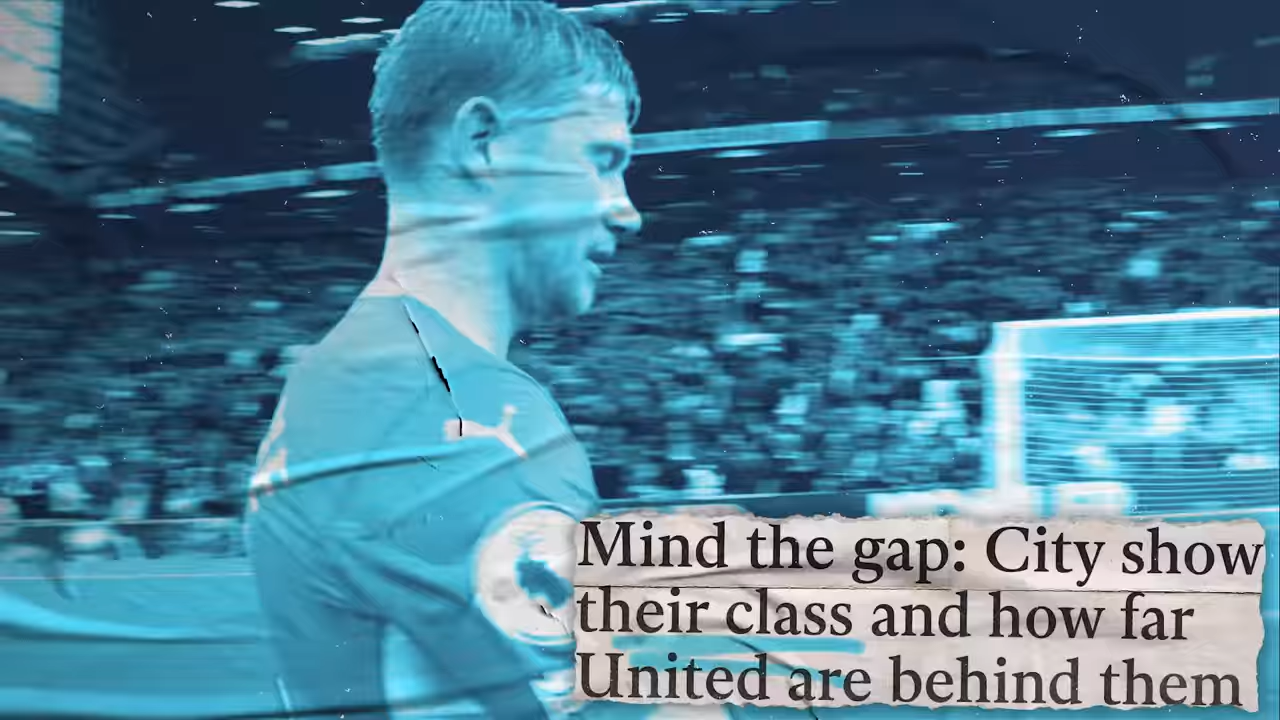 Mind the gap: City show
their class and how far
United are behind them